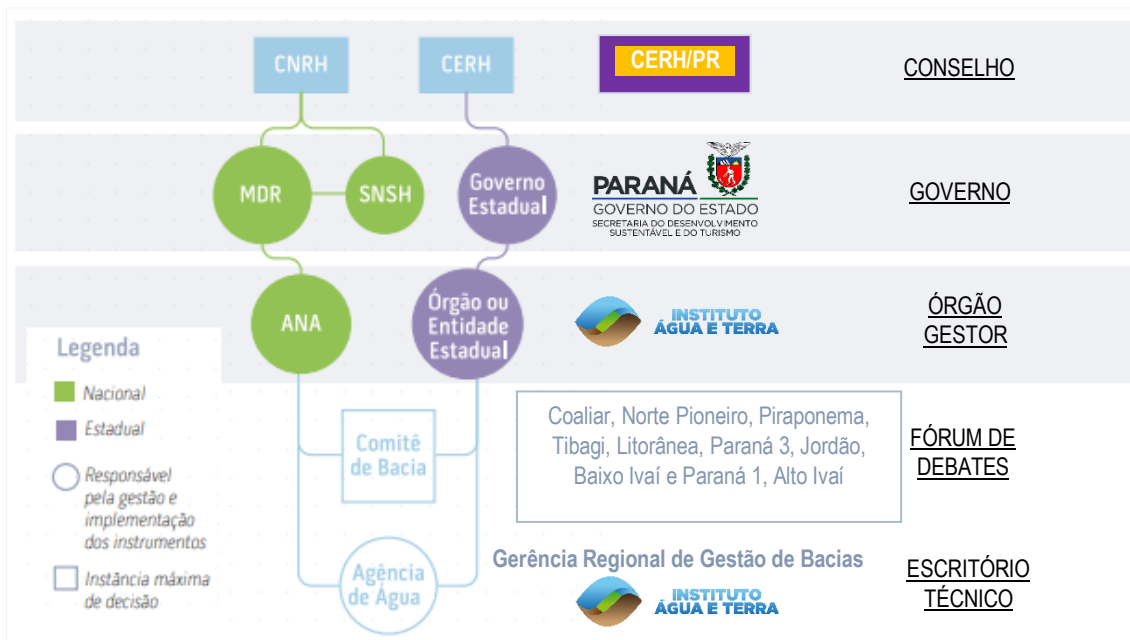 CNRH
CERH
CERH/PR
CONSELHO
MDR
SNSH
Governo
Estadual
PARANÁ
GOVERNO DO ESTADO
SECRETARIA DO DESENVOLVIMENTO
SUSTENTÁVEL E DO TURISMO
GOVERNO
ANA
Órgão ou
Entidade
Estadual
INSTITUTO
ÁGUA E TERRA
ÓRGÃO
GESTOR
Legenda
Nacional
Estadual
Responsável
pela gestão e
implementação
dos instrumentos
Instância máxima
de decisão
Comitê
de Bacia
Coaliar, Norte Pioneiro, Piraponema,
Tibagi, Litorânea, Paraná 3, Jordão,
Baixo Ivaí e Paraná 1, Alto Ivaí
FÓRUM DE
DEBATES
Agência
de Água
Gerência Regional de Gestão de Bacias
INSTITUTO
ÁGUA E TERRA
ESCRITÓRIO
TÉCNICO